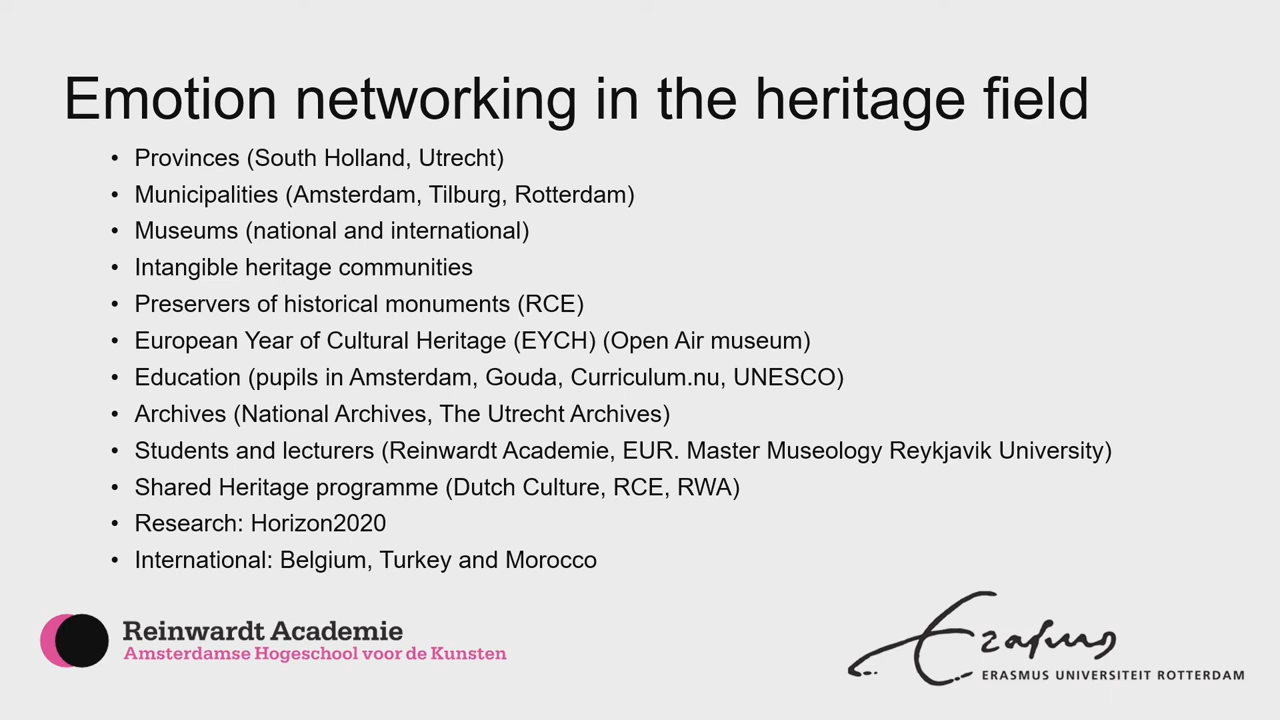 Emotion networking in the heritage field
• Provinces (South Holland, Utrecht)
• Municipalities (Amsterdam, Tilburg, Rotterdam)
• Museums (national and international)
• Intangible heritage communities
• Preservers of historical monuments (RCE)
• European Year of Cultural Heritage (EYCH) (Open Air museum)
• Education (pupils in Amsterdam, Gouda, Curriculum.nu, UNESCO)
• Archives (National Archives, The Utrecht Archives)
• Students and lecturers (Reinwardt Academie, EUR. Master Museology Reykjavik University)
• Shared Heritage programme (Dutch Culture, RCE, RWA)
• Research: Horizon2020
• International: Belgium, Turkey and Morocco
Reinwardt Academie
Amsterdamse Hogeschool voor de Kunsten
Erasmus
ERASMUS UNIVERSITEIT ROTTERDAM